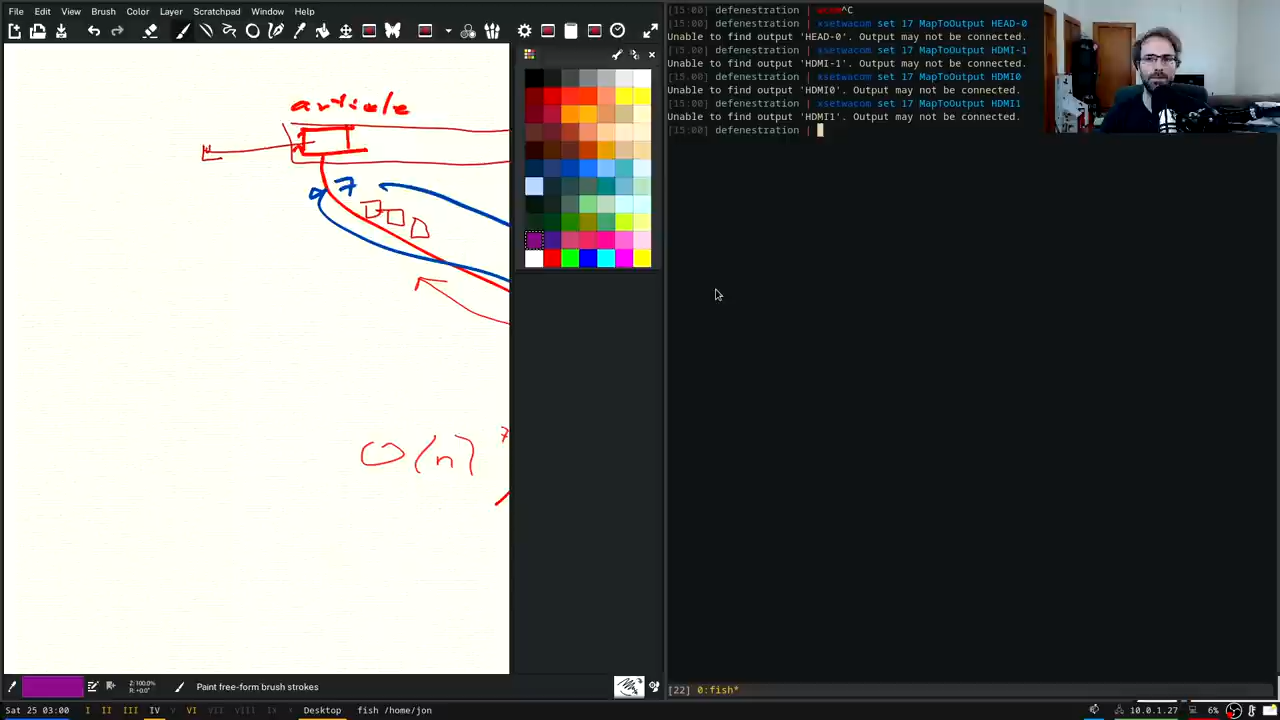 File Edit View Brush Color Layer Scratchpad Window Help
article
7
O(n)
7
Z: 100.0%
R: +0.0°
Paint free-form brush strokes
[15:00] defenestration | ^C
[15:00] defenestration | xsetwacom set 17 MapToOutput HEAD-0
Unable to find output 'HEAD-0'. Output may not be connected.
[15:00] defenestration | xsetwacom set 17 MapToOutput HDMI-1
Unable to find output 'HDMI-1'. Output may not be connected.
[15:00] defenestration | xsetwacom set 17 MapToOutput HDMI0
Unable to find output 'HDMI0'. Output may not be connected.
[15:00] defenestration | xsetwacom set 17 MapToOutput HDMI1
Unable to find output 'HDMI1'. Output may not be connected.
[15:00] defenestration |
[22] 0:fish*
Sat 25 03:00 I II III IV V VI VII VIII IX X Desktop fish /home/jon 10.0.1.27 6%